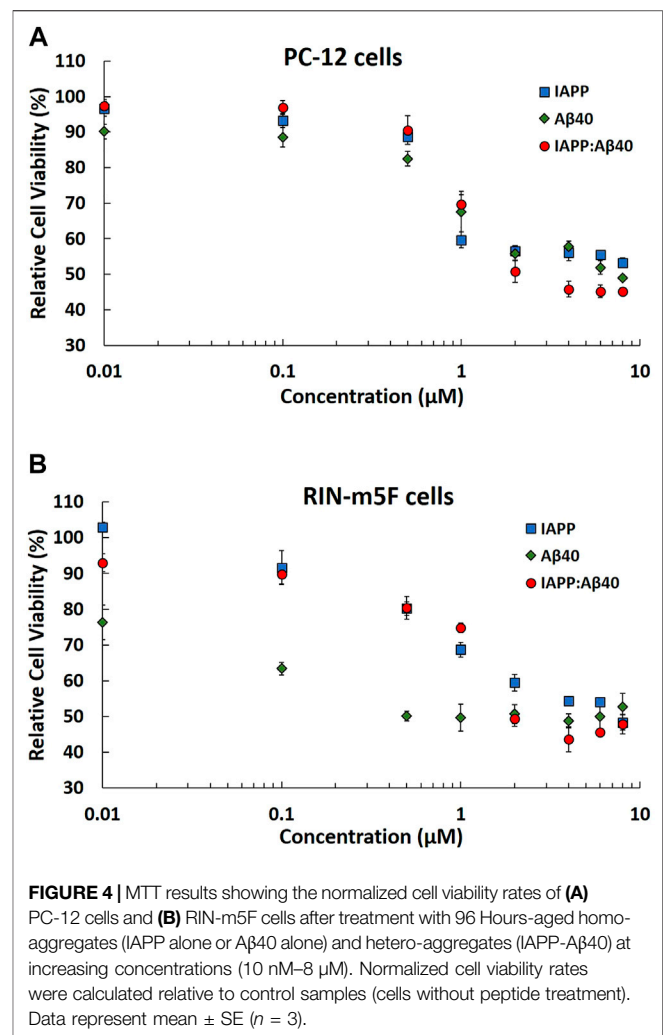 A
PC-12 cells
110
100
90
80
70
60
50
40
30
Relative Cell Viability (%)
IAPP
Aβ40
IAPP:Aβ40
0.01 0.1 1 10
Concentration (µM)
B
RIN-m5F cells
110
100
90
80
70
60
50
40
30
Relative Cell Viability (%)
IAPP
Aβ40
IAPP:Aβ40
0.01 0.1 1 10
Concentration (µM)
FIGURE 4 | MTT results showing the normalized cell viability rates of (A)
PC-12 cells and (B) RIN-m5F cells after treatment with 96 Hours-aged homo-
aggregates (IAPP alone or Aβ40 alone) and hetero-aggregates (IAPP-Aβ40) at
increasing concentrations (10 nM–8 µM). Normalized cell viability rates
were calculated relative to control samples (cells without peptide treatment).
Data represent mean ± SE (n = 3).